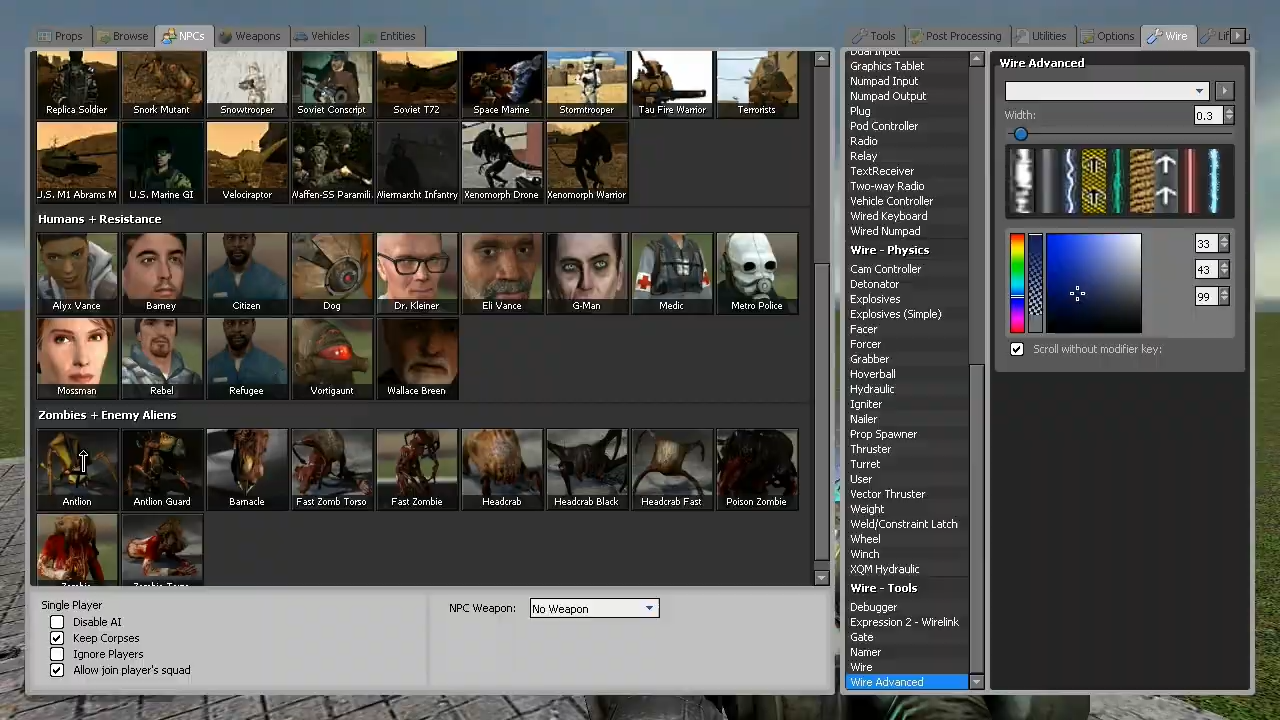 Props Browse NPCs Weapons Vehicles Entities
Replica Soldier Snork Mutant Snowtrooper Soviet Conscript Soviet T72 Space Marine Stormtrooper Tau Fire Warrior Terrorists
J.S. M1 Abrams M U.S. Marine GI Velociraptor Waffen-SS Paramili Wiermarcht Infantry Xenomorph Drone Xenomorph Warrior
Humans + Resistance
Alyx Vance Barney Citizen Dog Dr. Kleiner Eli Vance G-Man Medic Metro Police
Mossman Rebel Refugee Vortigaunt Wallace Breen
Zombies + Enemy Aliens
Antlion Antlion Guard Barnacle Fast Zomb Torso Fast Zombie Headcrab Headcrab Black Headcrab Fast Poison Zombie
Zombie Zombie Torso
Single Player
Disable AI
Keep Corpses
Ignore Players
Allow join player's squad
NPC Weapon: No Weapon
Tools Post Processing Utilities Options Wire
Dual Input
Graphics Tablet
Numpad Input
Numpad Output
Plug
Pod Controller
Radio
Relay
TextReceiver
Two-way Radio
Vehicle Controller
Wired Keyboard
Wired Numpad
Wire - Physics
Cam Controller
Detonator
Explosives
Explosives (Simple)
Facer
Forcer
Grabber
Hoverball
Hydraulic
Igniter
Nailer
Prop Spawner
Thruster
Turret
User
Vector Thruster
Weight
Weld/Constraint Latch
Wheel
Winch
XQM Hydraulic
Wire - Tools
Debugger
Expression 2 - Wirelink
Gate
Namer
Wire
Wire Advanced
Wire Advanced
Width: 0.3
33
43
99
Scroll without modifier key: